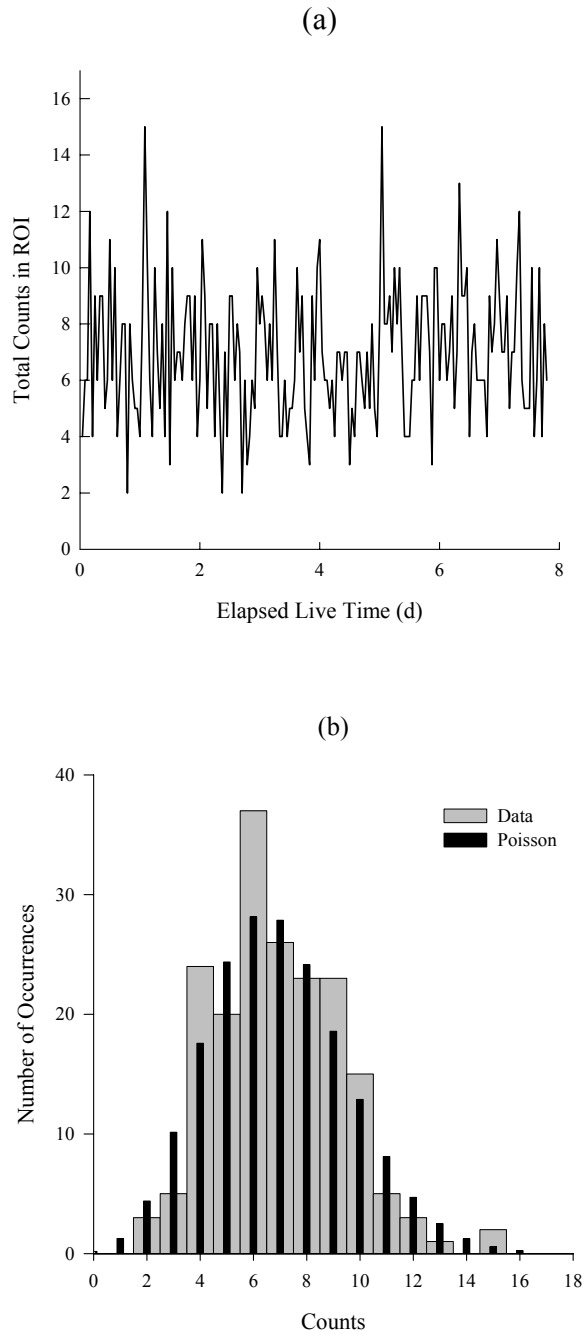 (a)
16
14
12
10
8
6
4
2
0
0 2 4 6 8
Total Counts in ROI
Elapsed Live Time (d)
(b)
40
30
20
10
0
0 2 4 6 8 10 12 14 16 18
Number of Occurrences
Data
Poisson
Counts